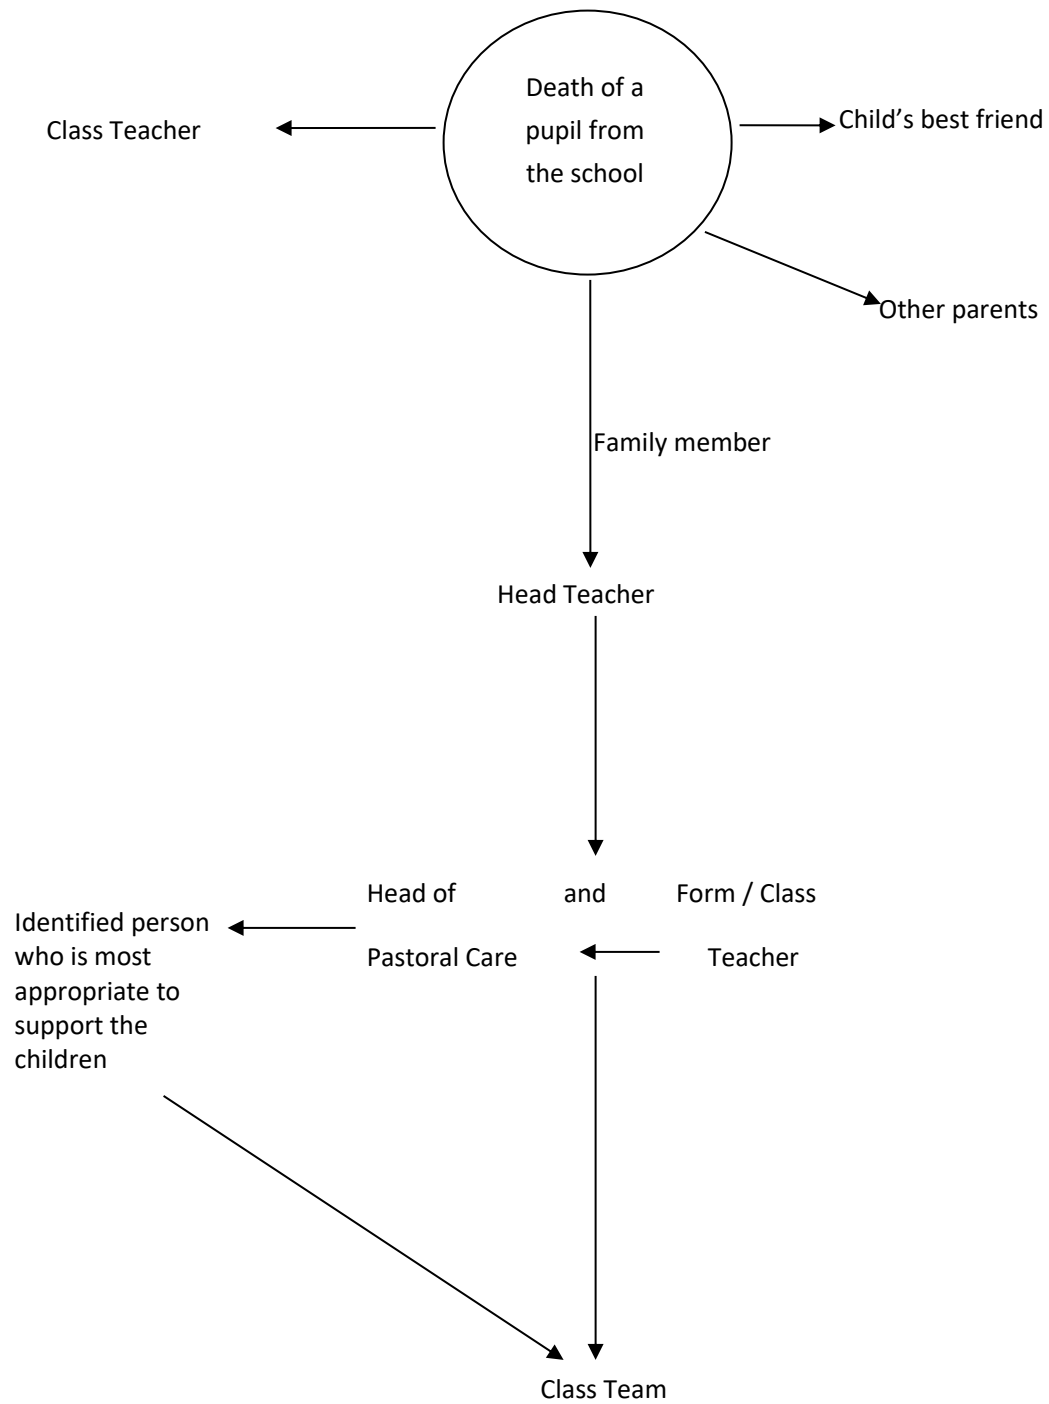 Death of a
pupil from
the school
Class Teacher
Child’s best friend
Other parents
Family member
Head Teacher
Head of and Form / Class
Pastoral Care Teacher
Identified person
who is most
appropriate to
support the
children
Class Team